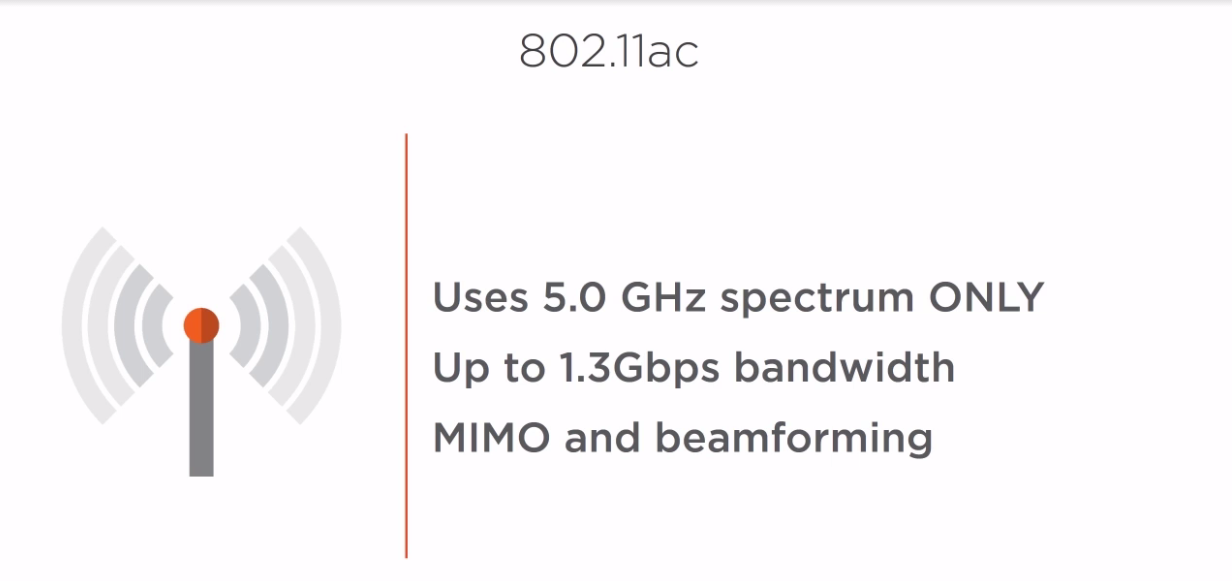 802.11ac
Uses 5.0 GHz spectrum ONLY
Up to 1.3Gbps bandwidth
MIMO and beamforming